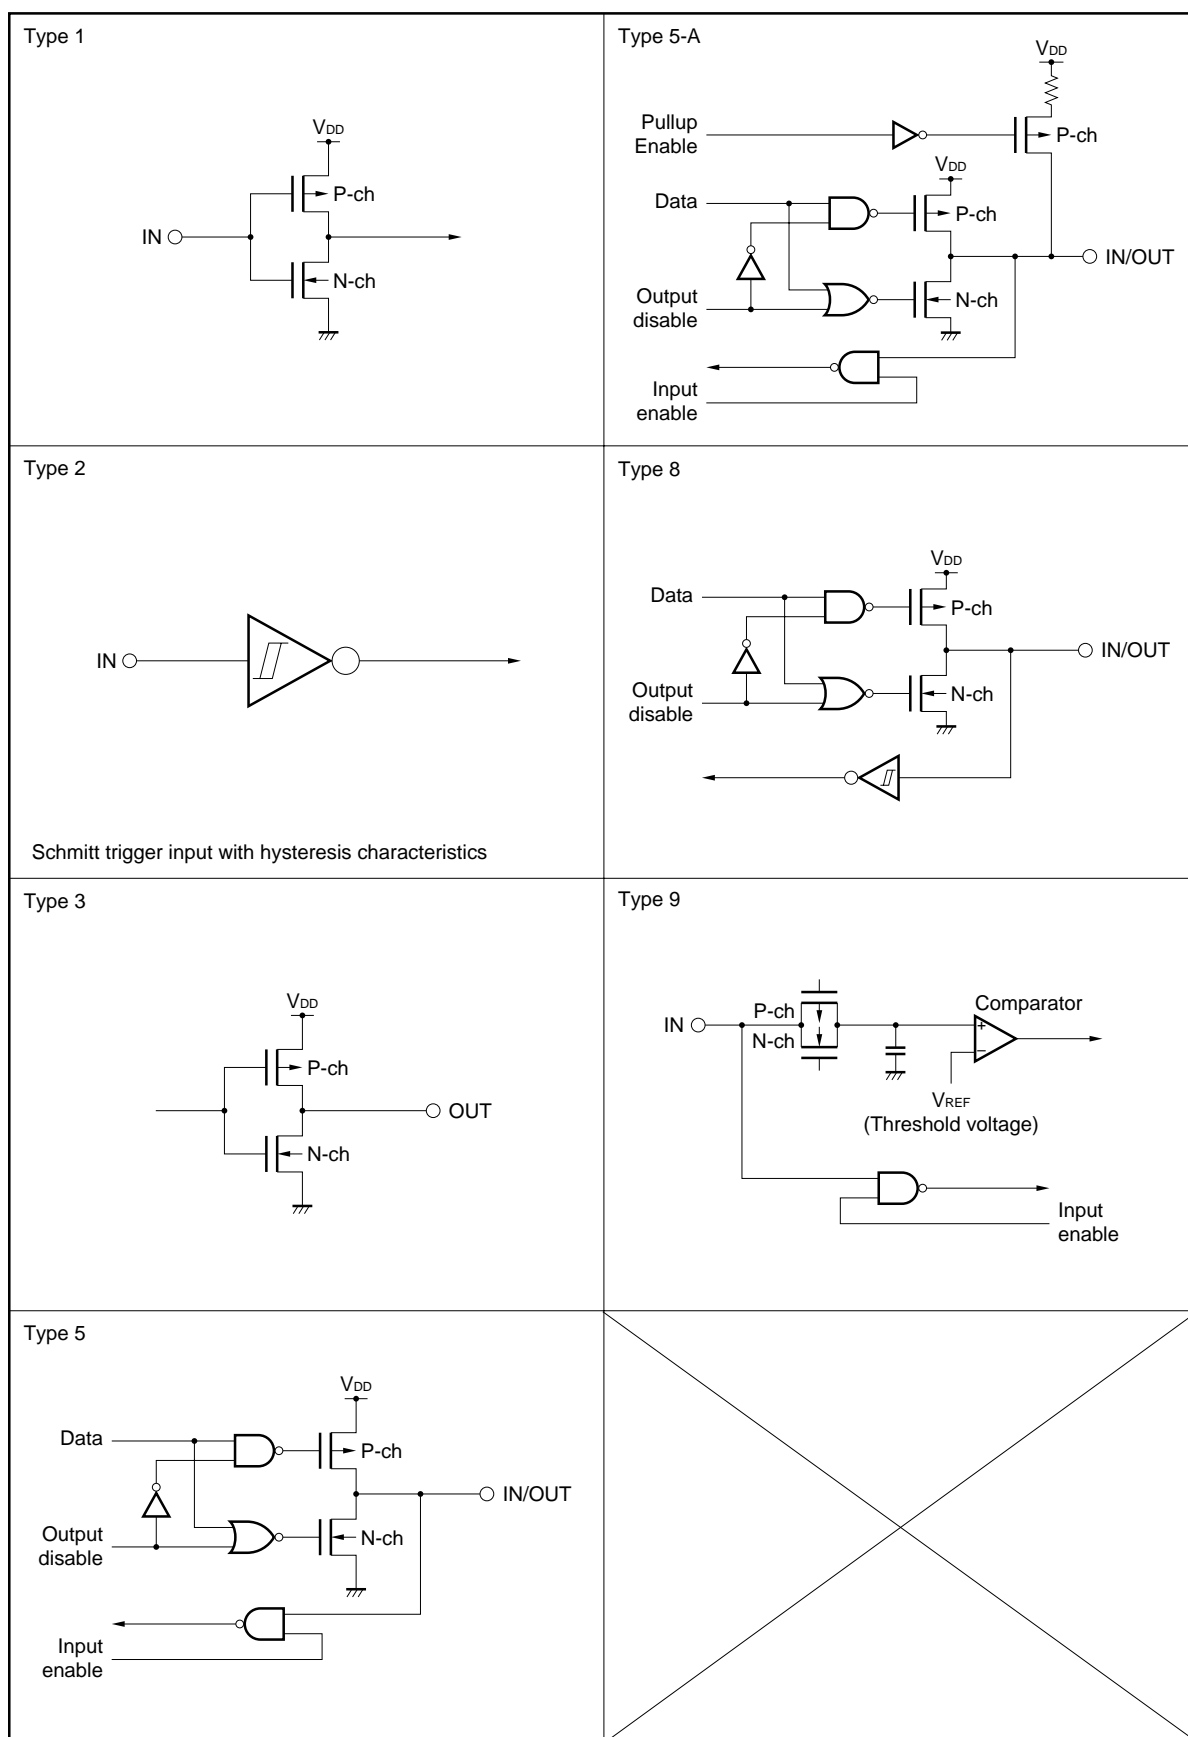 Type 1
VDD
P-ch
IN
N-ch
Type 5-A
VDD
Pullup
Enable
P-ch
VDD
Data
P-ch
IN/OUT
Output
disable
N-ch
Input
enable
Type 2
IN
Schmitt trigger input with hysteresis characteristics
Type 8
VDD
Data
P-ch
IN/OUT
Output
disable
N-ch
Type 3
VDD
P-ch
OUT
N-ch
Type 9
P-ch
Comparator
IN
+
N-ch
−
VREF
(Threshold voltage)
Input
enable
Type 5
VDD
Data
P-ch
IN/OUT
Output
disable
N-ch
Input
enable